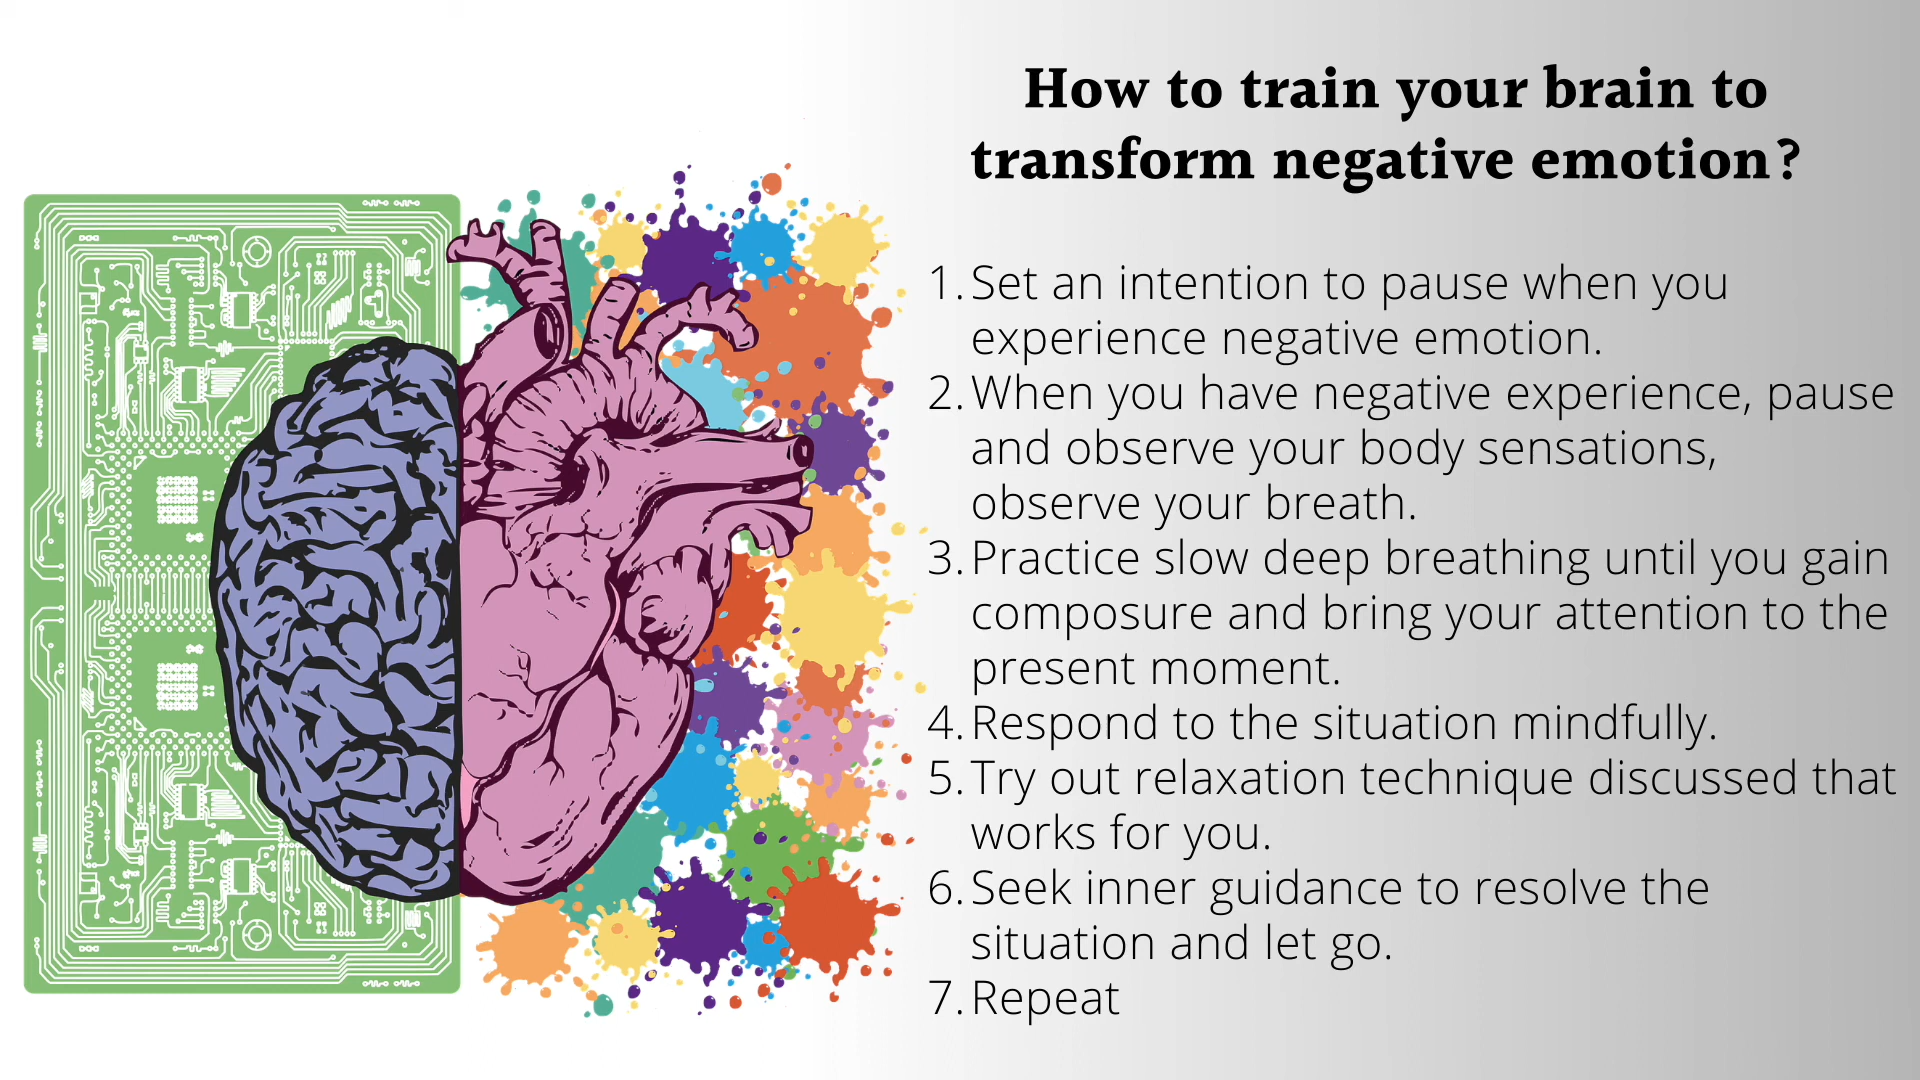 How to train your brain to
transform negative emotion?
1. Set an intention to pause when you
experience negative emotion.
2. When you have negative experience, pause
and observe your body sensations,
observe your breath.
3. Practice slow deep breathing until you gain
composure and bring your attention to the
present moment.
4. Respond to the situation mindfully.
5. Try out relaxation technique discussed that
works for you.
6. Seek inner guidance to resolve the
situation and let go.
7. Repeat